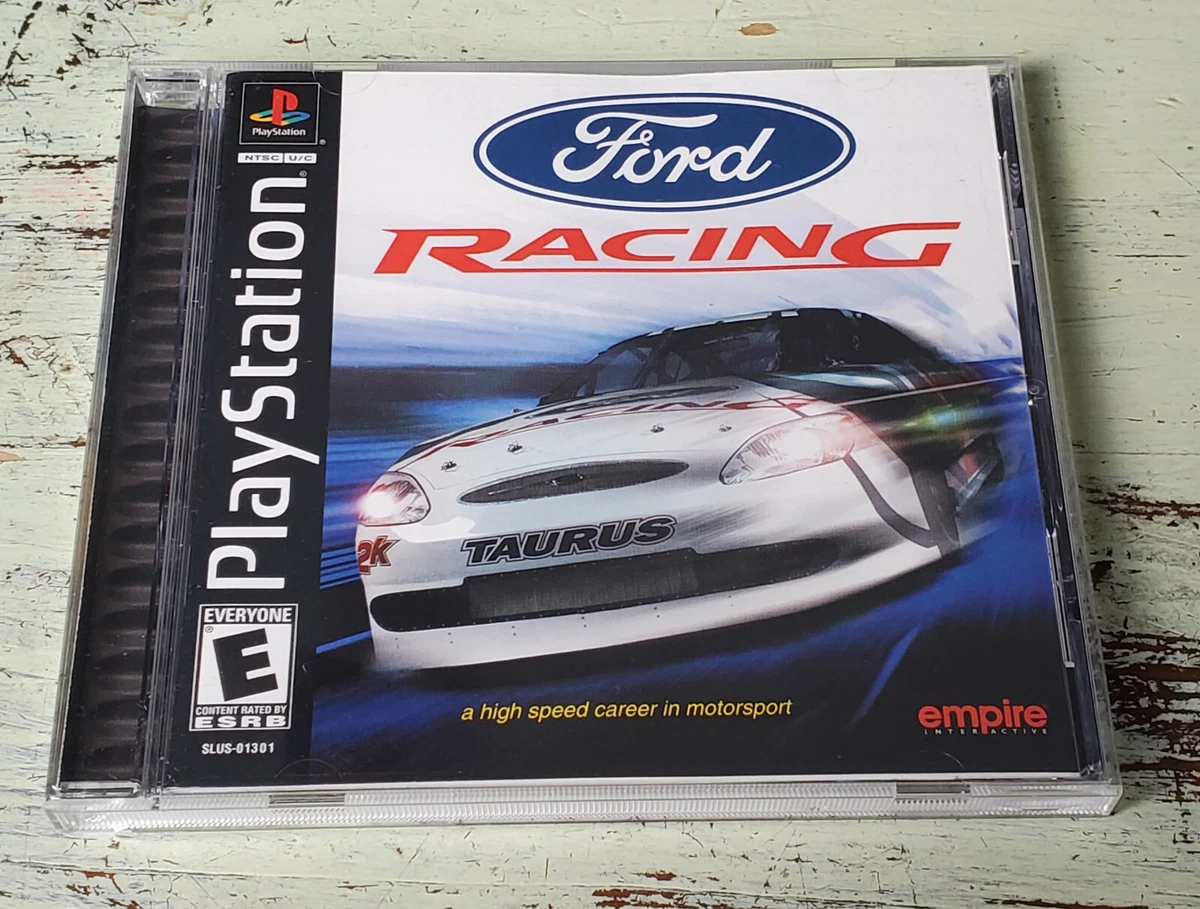 PlayStation
®
NTSC U/C
PlayStation®
EVERYONE
E
®
CONTENT RATED BY
ESRB
SLUS-01301
Ford
RACING
RACING
2K
TAURUS
a high speed career in motorsport
empire
INTERACTIVE